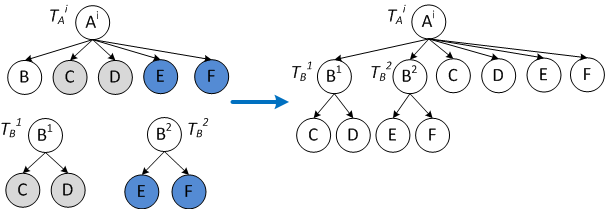 T_A^i A^i
B C D E F
T_B^1 B^1 B^2 T_B^2
C D E F
T_A^i A^i
T_B^1 B^1 T_B^2 B^2 C D E F
C D E F